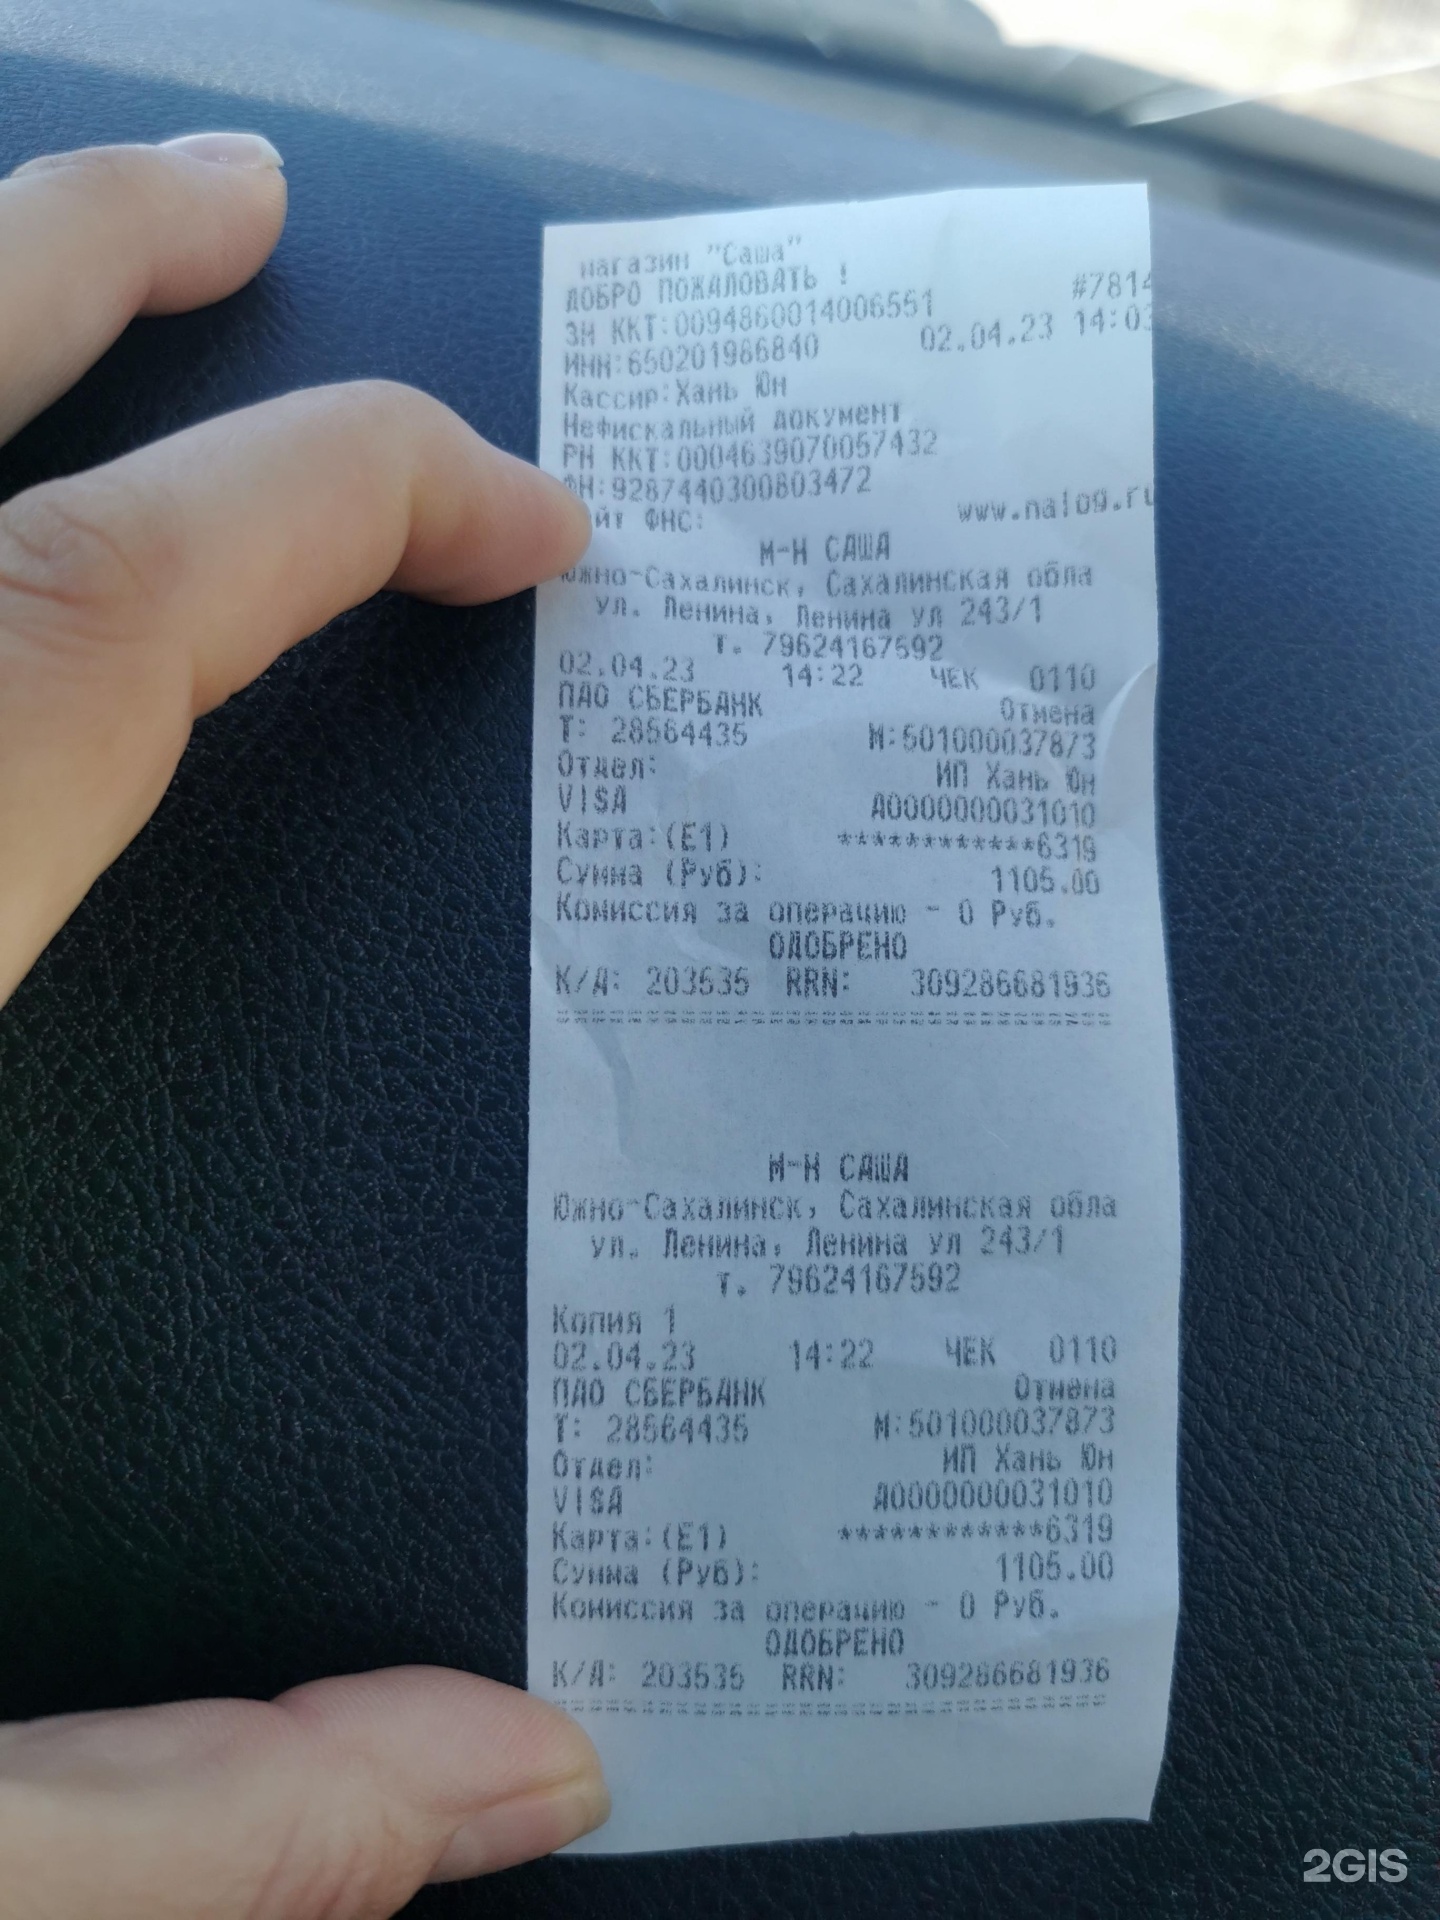 магазин "Саша"
ДОБРО ПОЖАЛОВАТЬ !
ЗН ККТ:0094860014006551 #7814
ИНН:650201986840 02.04.23 14:03
Кассир:Хань Юн
Нефискальный документ
РН ККТ:0004639070057432
ФН:9287440300803472
йт ФНС: www.nalog.ru
М-Н САША
Южно-Сахалинск, Сахалинская обла
ул. Ленина, Ленина ул 243/1
т. 79624167592
02.04.23 14:22 ЧЕК 0110
ПАО СБЕРБАНК Отмена
Т: 28564435 М:501000037873
Отдел: ИП Хань Юн
VISA A0000000031010
Карта:(E1) ************6319
Сумма (Руб): 1105.00
Комиссия за операцию - 0 Руб.
ОДОБРЕНО
К/А: 203535 RRN: 309286681936
================================
М-Н САША
Южно-Сахалинск, Сахалинская обла
ул. Ленина, Ленина ул 243/1
т. 79624167592
Копия 1
02.04.23 14:22 ЧЕК 0110
ПАО СБЕРБАНК Отмена
Т: 28564435 М:501000037873
Отдел: ИП Хань Юн
VISA A0000000031010
Карта:(E1) ************6319
Сумма (Руб): 1105.00
Комиссия за операцию - 0 Руб.
ОДОБРЕНО
К/А: 203535 RRN: 309286681936
================================
2GIS